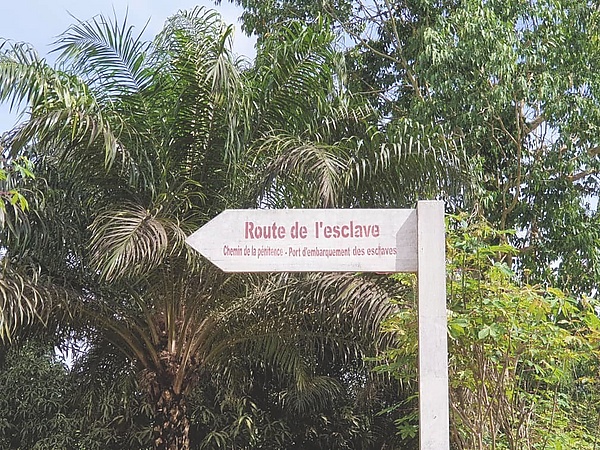 Route de l'esclave
Chemin de la pénitence - Port d'embarquement des esclaves